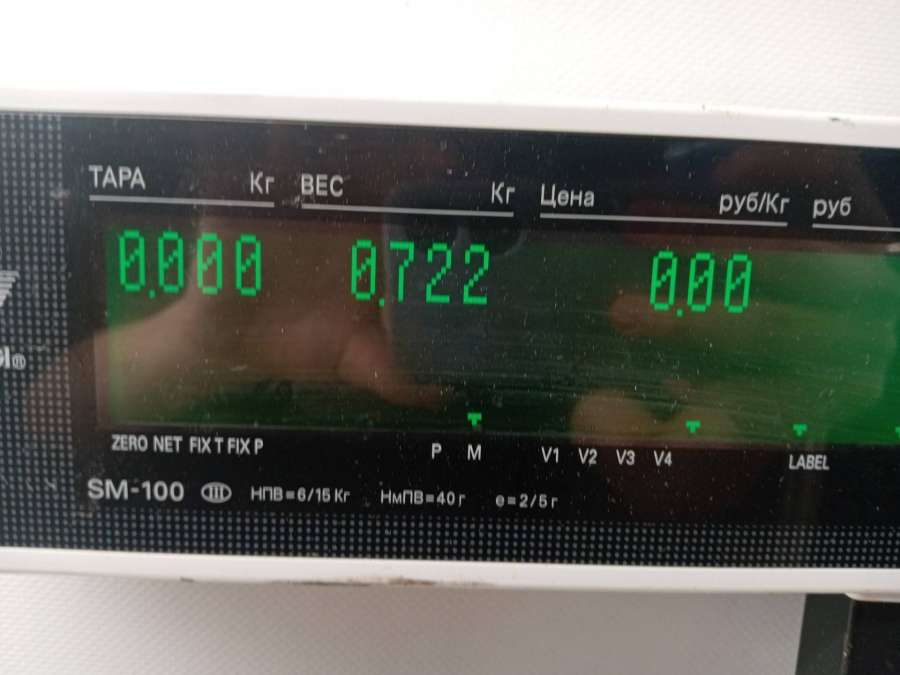 ТАРА Кг ВЕС Кг Цена руб/Кг руб
0.000 0.722 0.00
ZERO NET FIX T FIX P P M V1 V2 V3 V4 LABEL
SM-100 III НПВ=6/15 Кг НмПВ=40 г e=2/5 г